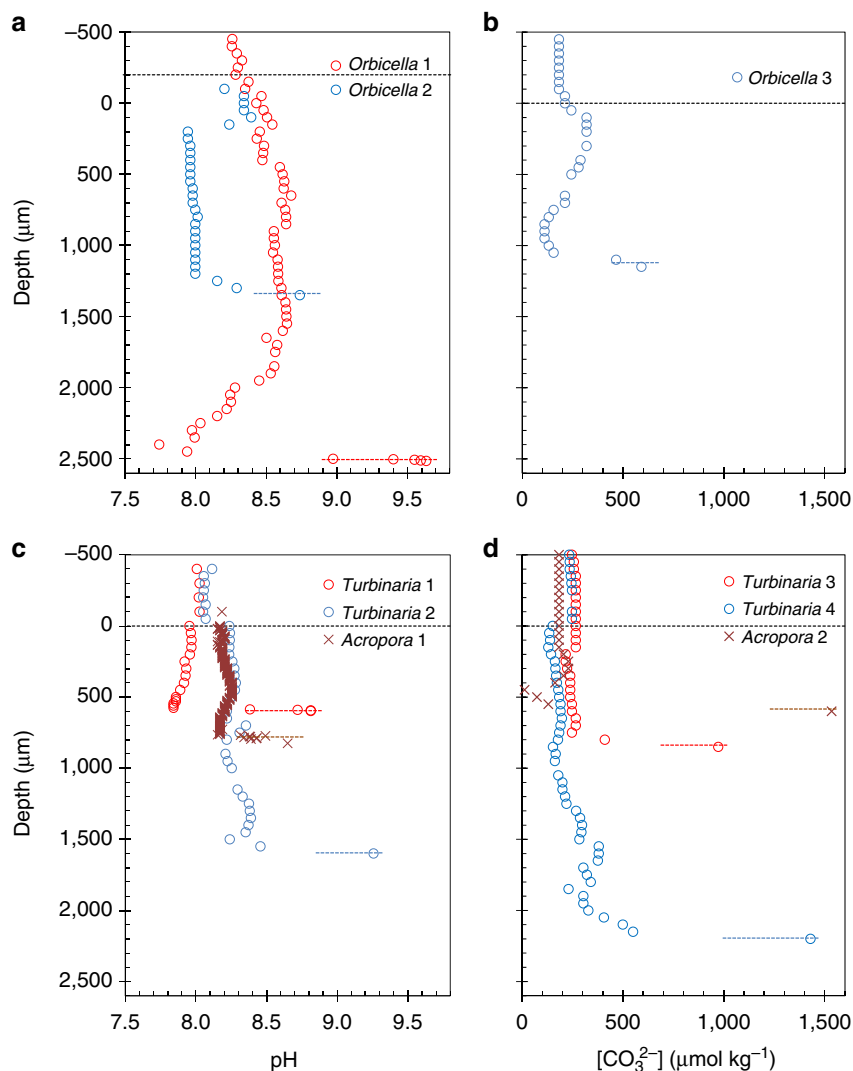 a
b
−500
0
500
1,000
1,500
2,000
2,500
Depth (μm)
Orbicella 1
Orbicella 2
Orbicella 3
7.5 8.0 8.5 9.0 9.5
0 500 1,000 1,500
c
d
−500
0
500
1,000
1,500
2,000
2,500
Depth (μm)
Turbinaria 1
Turbinaria 2
Acropora 1
Turbinaria 3
Turbinaria 4
Acropora 2
7.5 8.0 8.5 9.0 9.5
0 500 1,000 1,500
pH
[CO₃²⁻] (μmol kg⁻¹)